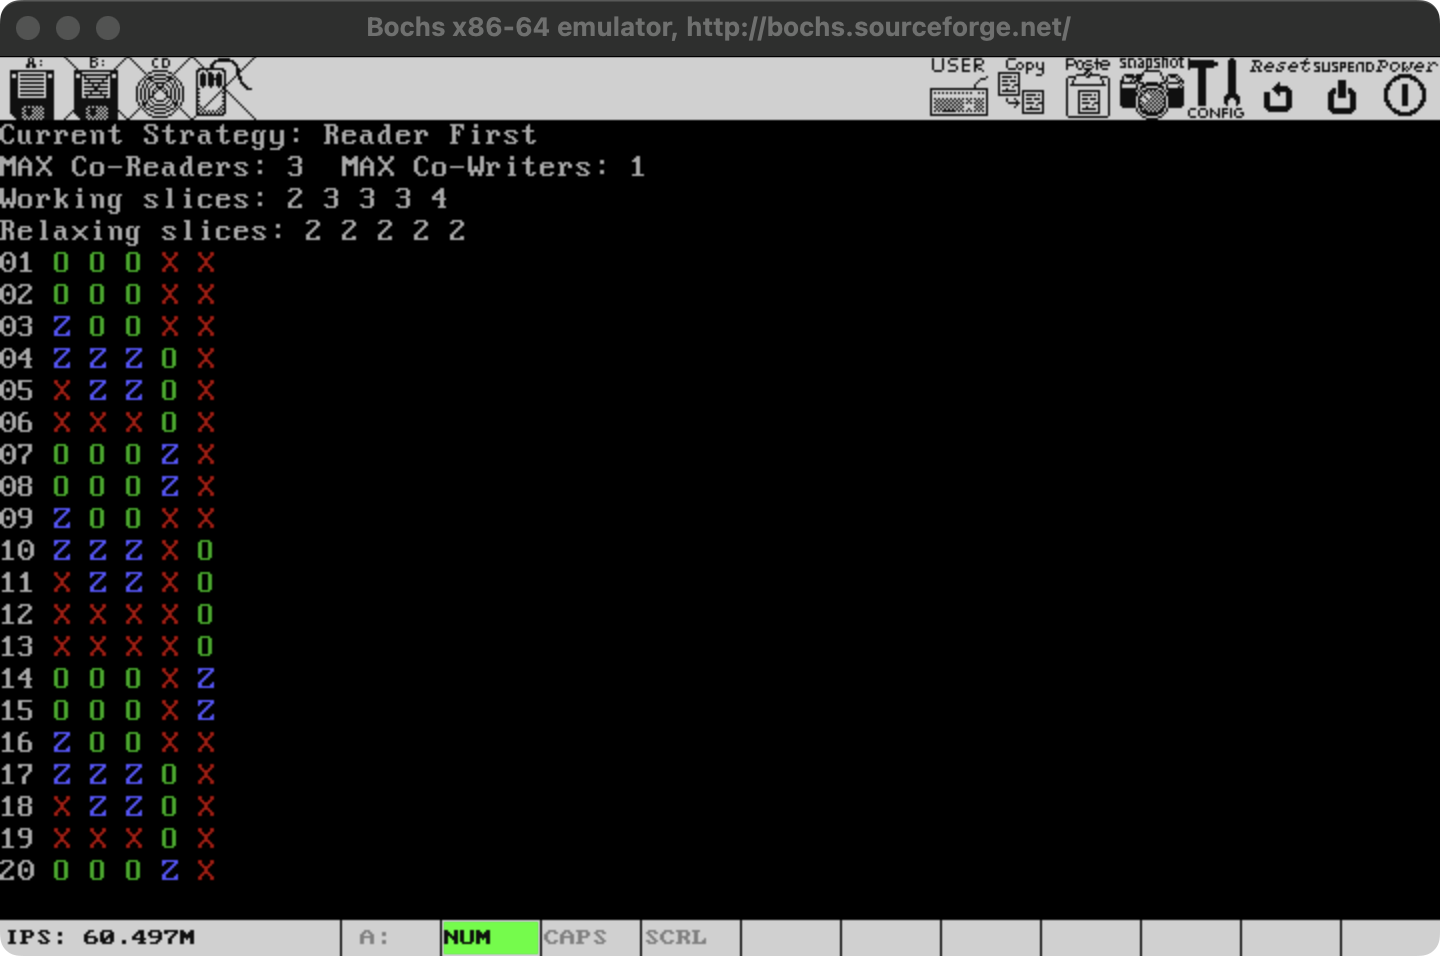 Bochs x86-64 emulator, http://bochs.sourceforge.net/
A: B: CD USER Copy Paste snapshot CONFIG Reset SUSPEND Power
Current Strategy: Reader First
MAX Co-Readers: 3 MAX Co-Writers: 1
Working slices: 2 3 3 3 4
Relaxing slices: 2 2 2 2 2
01 O O O X X
02 O O O X X
03 Z O O X X
04 Z Z Z O X
05 X Z Z O X
06 X X X O X
07 O O O Z X
08 O O O Z X
09 Z O O X X
10 Z Z Z X O
11 X Z Z X O
12 X X X X O
13 X X X X O
14 O O O X Z
15 O O O X Z
16 Z O O X X
17 Z Z Z O X
18 X Z Z O X
19 X X X O X
20 O O O Z X
IPS: 60.497M A: NUM CAPS SCRL